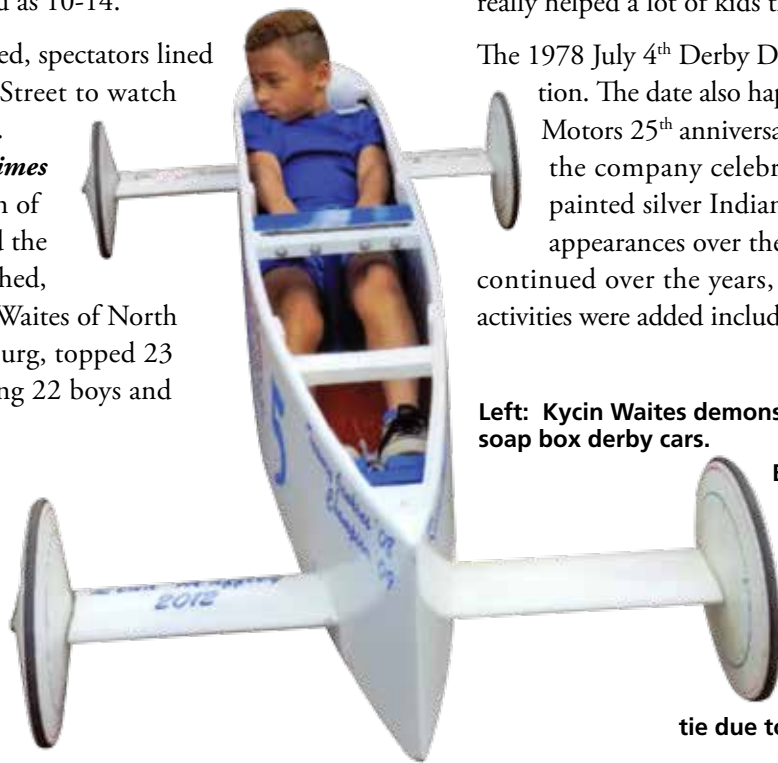 d as 10-14.
ed, spectators lined
Street to watch
imes
n of
d the
hed,
Waites of North
urg, topped 23
ng 22 boys and
really helped a lot of kids t
The 1978 July 4th Derby D
tion. The date also hap
Motors 25th anniversa
the company celebr
painted silver Indian
appearances over the
continued over the years,
activities were added includ
Left: Kycin Waites demons
soap box derby cars.
E
tie due to
5
2012